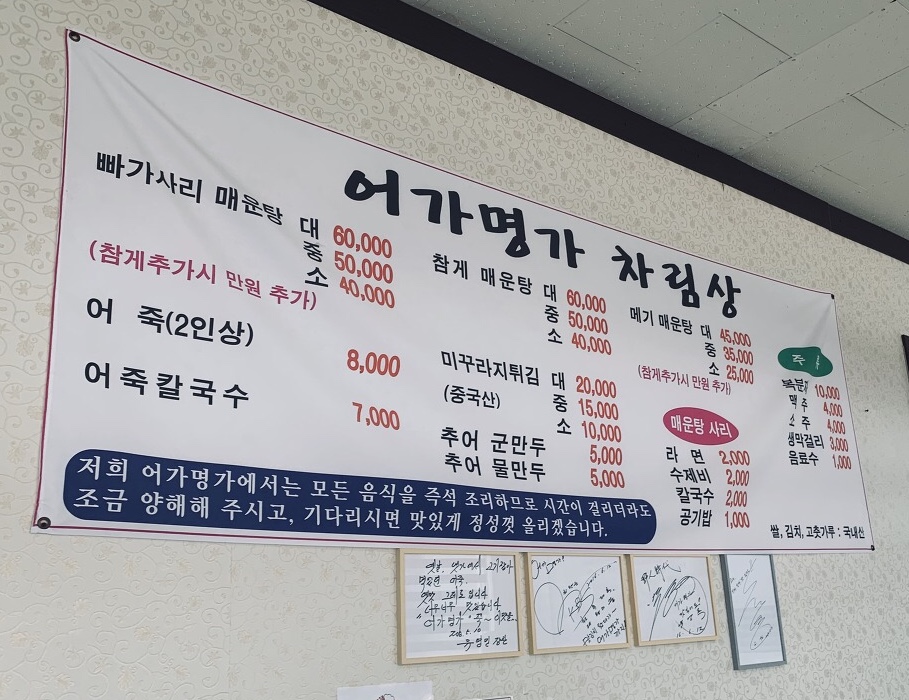 어가명가 차림상
빠가사리 매운탕 대 60,000
중 50,000
소 40,000
(참게추가시 만원 추가)
어 죽(2인상)
8,000
어죽칼국수
7,000
참게 매운탕 대 60,000
중 50,000
소 40,000
미꾸라지튀김 대 20,000
(중국산) 중 15,000
소 10,000
추어 군만두 5,000
추어 물만두 5,000
메기 매운탕 대 45,000
중 35,000
소 25,000
(참게추가시 만원 추가)
매운탕 사리
라 면 2,000
수제비 2,000
칼국수 2,000
공기밥 1,000
주
10,000
맥 주 4,000
소 주 4,000
생막걸리 3,000
음료수 1,000
저희 어가명가에서는 모든 음식을 즉석 조리하므로 시간이 걸리더라도
조금 양해해 주시고, 기다리시면 맛있게 정성껏 올리겠습니다.
쌀, 김치, 고춧가루 : 국내산